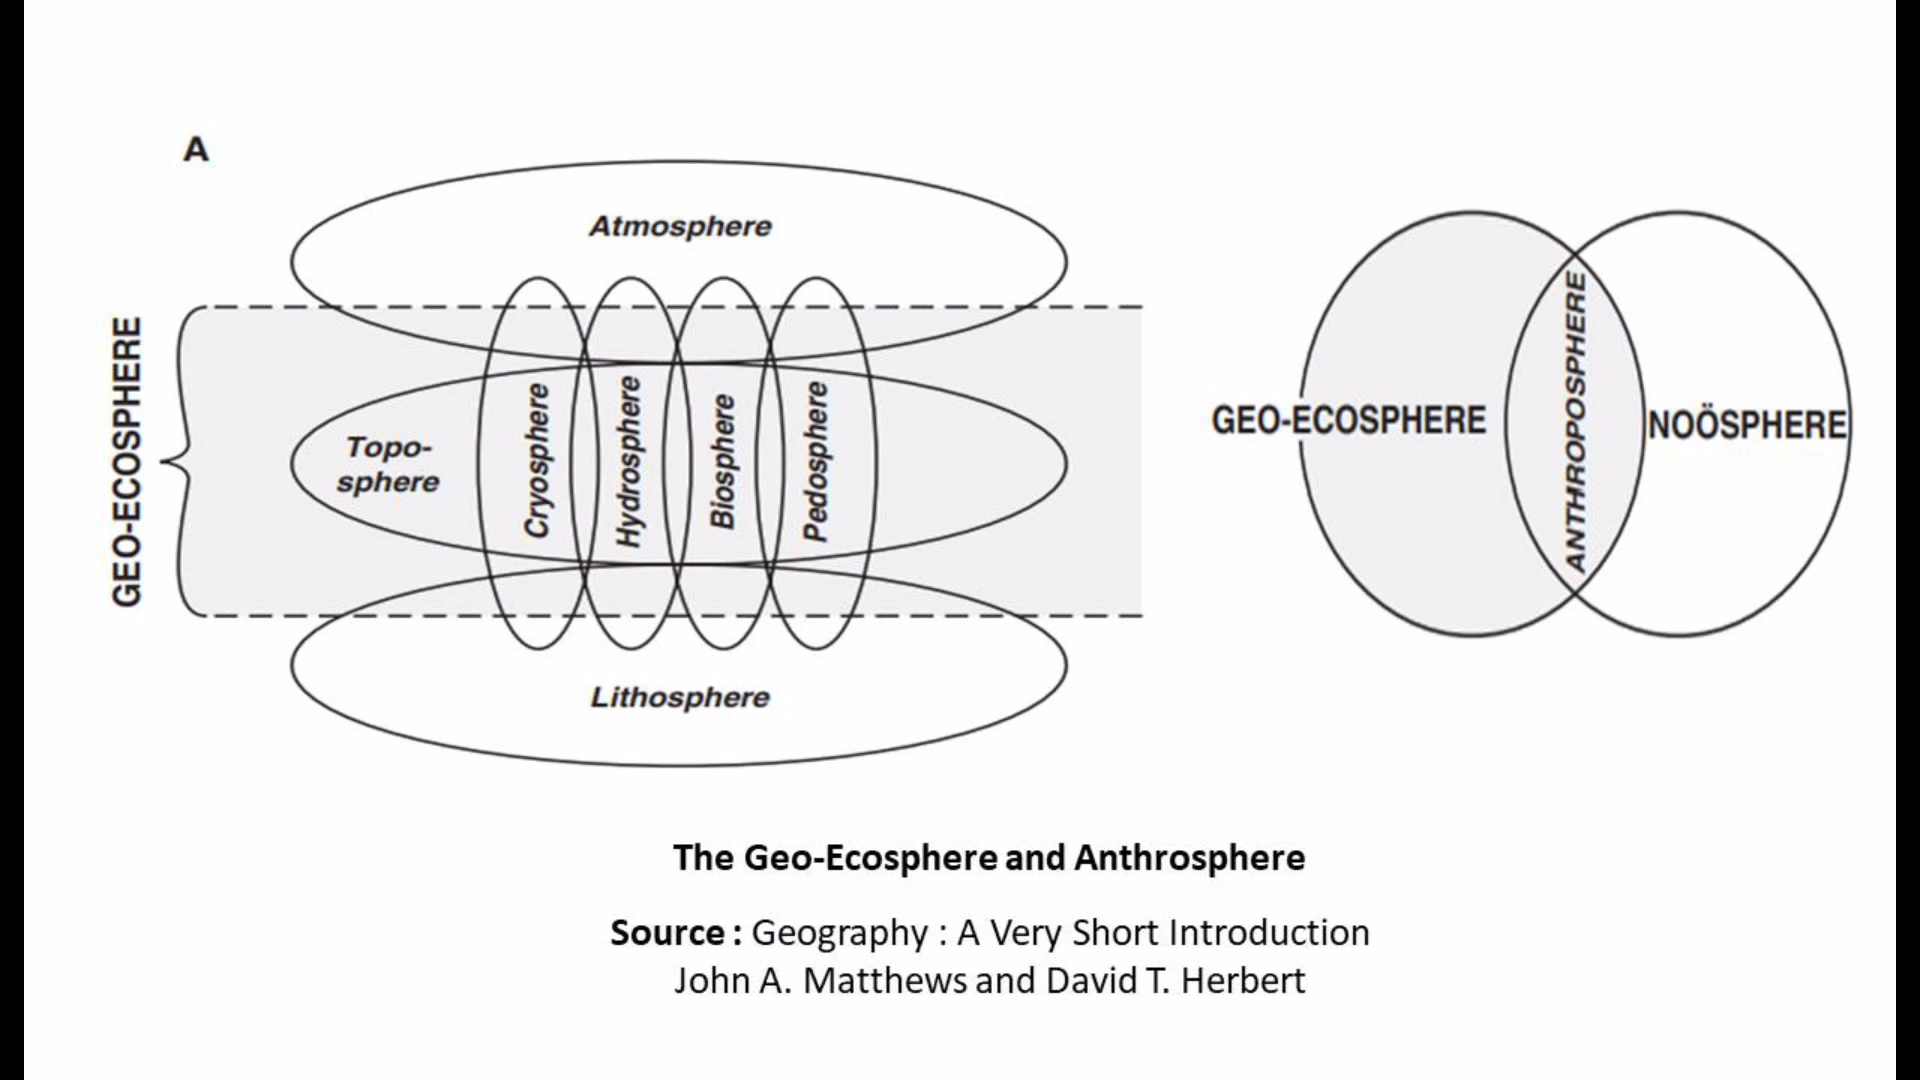 A
GEO-ECOSPHERE
Atmosphere
Topo-
sphere
Cryosphere
Hydrosphere
Biosphere
Pedosphere
Lithosphere
GEO-ECOSPHERE
ANTHROPOSPHERE
NOÖSPHERE
The Geo-Ecosphere and Anthrosphere
Source : Geography : A Very Short Introduction
John A. Matthews and David T. Herbert